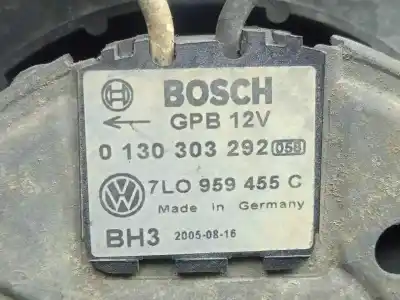 BOSCH
GPB 12V
0 130 303 292 058
7L0 959 455 C
Made in Germany
BH3 2005-08-16